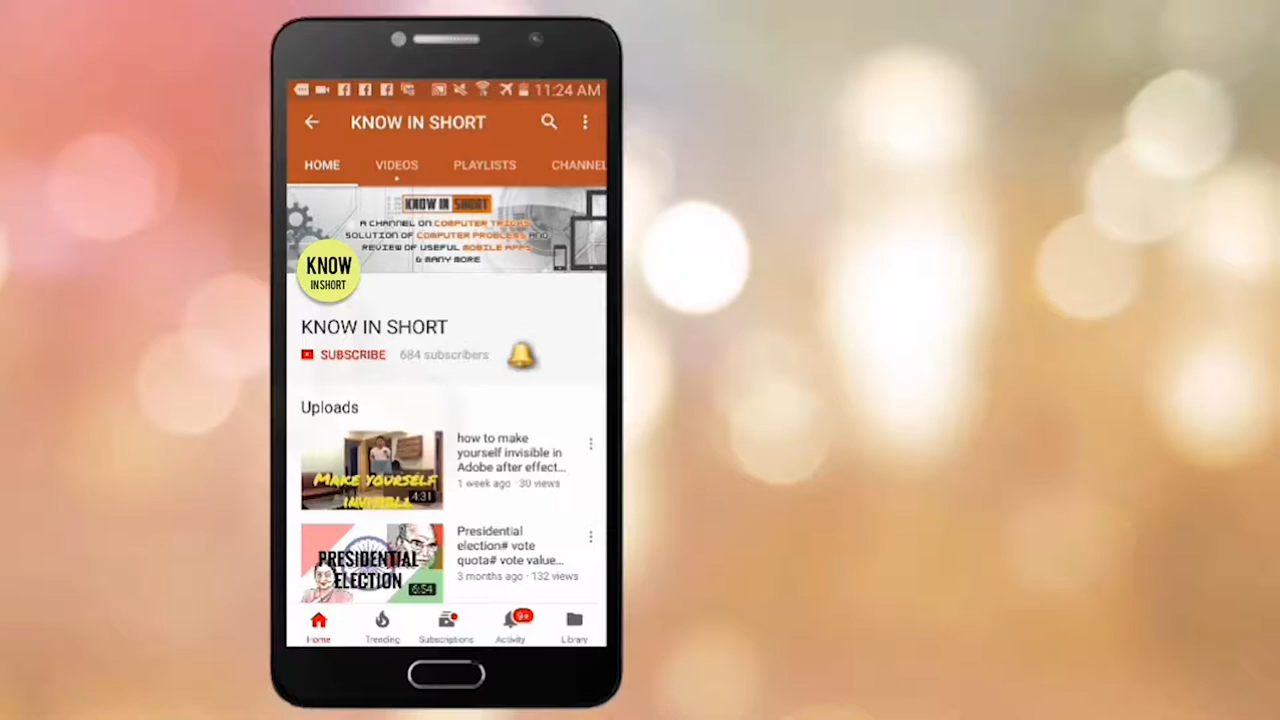 11:24 AM
KNOW IN SHORT
HOME VIDEOS PLAYLISTS CHANNEL
KNOW IN SHORT
A CHANNEL ON COMPUTER TRICKS,
SOLUTION OF COMPUTER PROBLEMS AND
REVIEW OF USEFUL MOBILE APPS
& MANY MORE
KNOW
IN SHORT
KNOW IN SHORT
SUBSCRIBE 684 subscribers
Uploads
MAKE YOURSELF
INVISIBLE
4:31
how to make
yourself invisible in
Adobe after effect...
1 week ago · 30 views
PRESIDENTIAL
ELECTION
6:54
Presidential
election# vote
quota# vote value...
3 months ago · 132 views
9+
Home Trending Subscriptions Activity Library